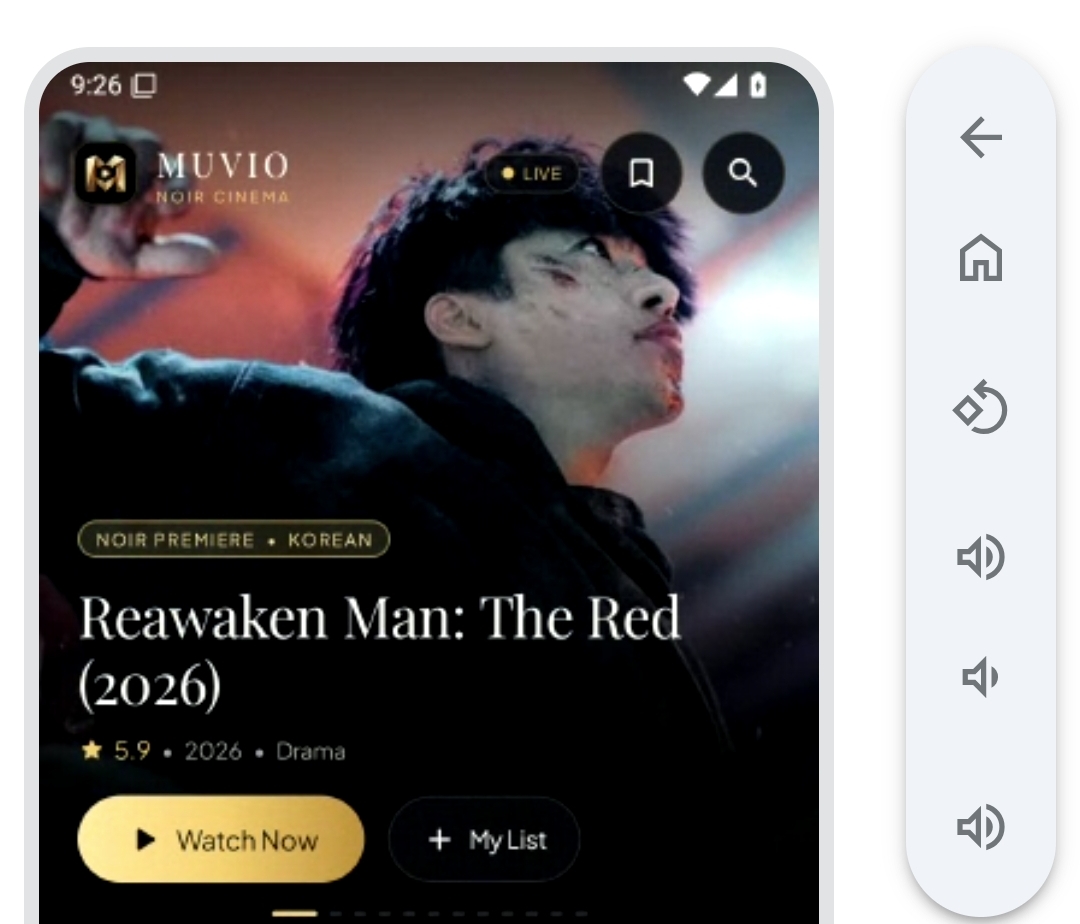 9:26
MUVIO
NOIR CINEMA
LIVE
NOIR PREMIERE • KOREAN
Reawaken Man: The Red
(2026)
5.9 • 2026 • Drama
Watch Now
My List